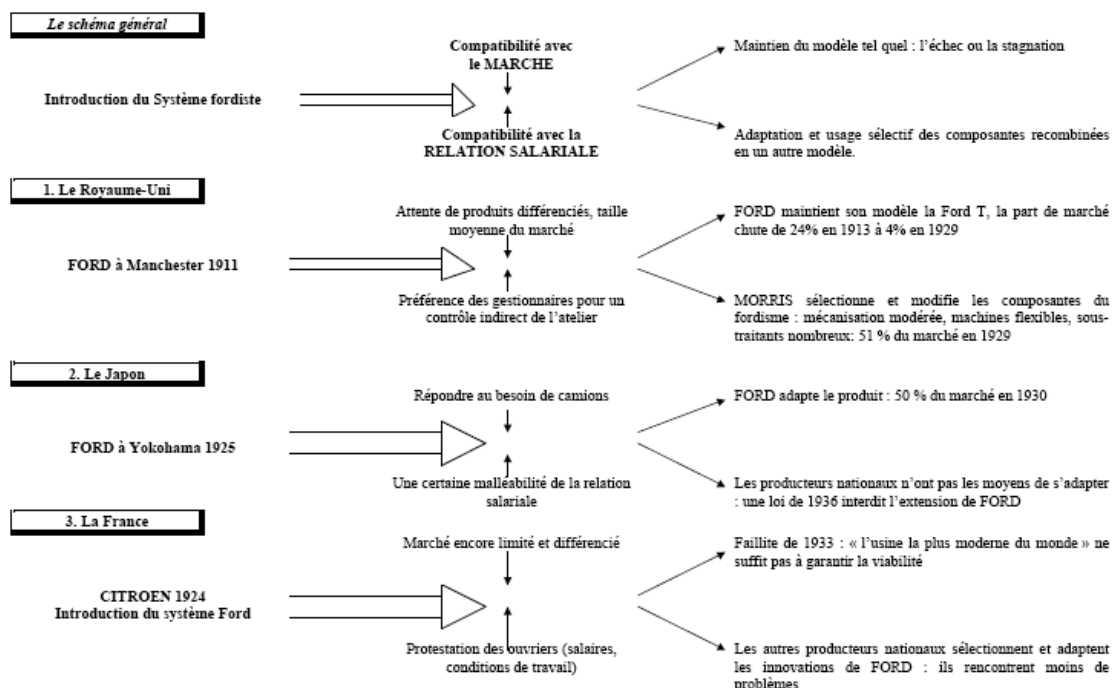 Le schéma général
Compatibilité avec
le MARCHE
Maintien du modèle tel quel : l'échec ou la stagnation
Introduction du Système fordiste
Compatibilité avec la
RELATION SALARIALE
Adaptation et usage sélectif des composantes recombinées
en un autre modèle.
1. Le Royaume-Uni
Attente de produits différenciés, taille
moyenne du marché
FORD maintient son modèle la Ford T, la part de marché
chute de 24% en 1913 à 4% en 1929
FORD à Manchester 1911
Préférence des gestionnaires pour un
contrôle indirect de l'atelier
MORRIS sélectionne et modifie les composantes du
fordisme : mécanisation modérée, machines flexibles, sous-
traitants nombreux: 51 % du marché en 1929
2. Le Japon
Répondre au besoin de camions
FORD adapte le produit : 50 % du marché en 1930
FORD à Yokohama 1925
Une certaine malléabilité de la relation
salariale
Les producteurs nationaux n'ont pas les moyens de s'adapter
: une loi de 1936 interdit l'extension de FORD
3. La France
Marché encore limité et différencié
Faillite de 1933 : « l'usine la plus moderne du monde » ne
suffit pas à garantir la viabilité
CITROEN 1924
Introduction du système Ford
Protestation des ouvriers (salaires,
conditions de travail)
Les autres producteurs nationaux sélectionnent et adaptent
les innovations de FORD : ils rencontrent moins de
problèmes